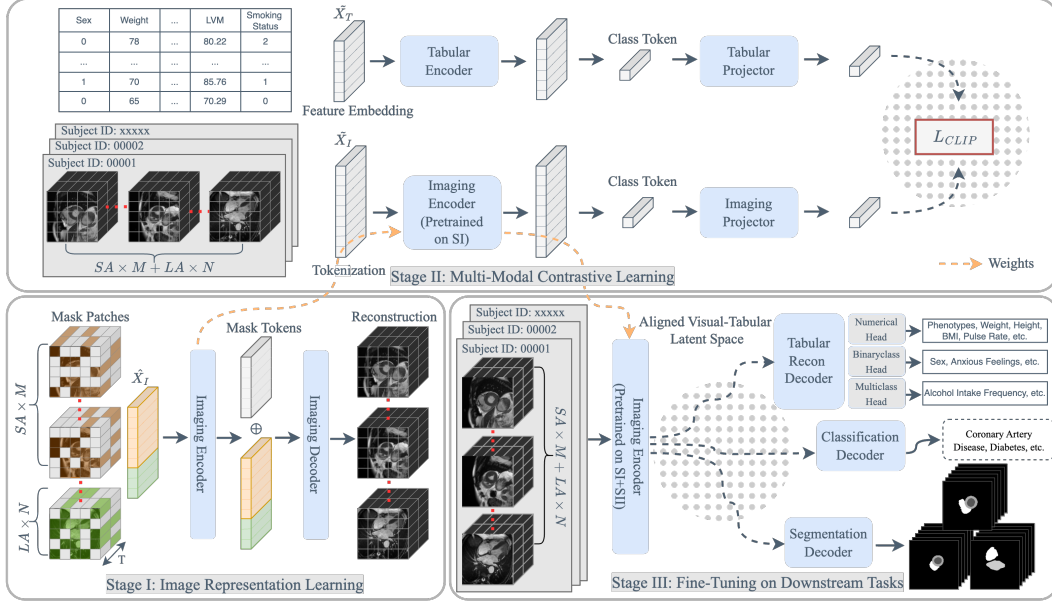 Sex Weight ... LVM Smoking Status
0 78 ... 80.22 2
... ... ... ... ...
1 70 ... 85.76 1
0 65 ... 70.29 0
Subject ID: xxxxx
Subject ID: 00002
Subject ID: 00001
SA × M + LA × N
X̄_T
Feature Embedding
Tabular
Encoder
Class Token
Tabular
Projector
L_CLIP
X̄_I
Tokenization
Imaging
Encoder
(Pretrained
on SI)
Class Token
Imaging
Projector
Weights
Stage II: Multi-Modal Contrastive Learning
Mask Patches
SA × M
LA × N
T
X̂_I
Imaging Encoder
Mask Tokens
⊕
Imaging Decoder
Reconstruction
Stage I: Image Representation Learning
Subject ID: xxxxx
Subject ID: 00002
Subject ID: 00001
SA × M + LA × N
Imaging Encoder
(Pretrained on SI+SII)
Aligned Visual-Tabular
Latent Space
Tabular
Recon
Decoder
Numerical
Head
Phenotypes, Weight, Height,
BMI, Pulse Rate, etc.
Binaryclass
Head
Sex, Anxious Feelings, etc.
Multiclass
Head
Alcohol Intake Frequency, etc.
Classification
Decoder
Coronary Artery
Disease, Diabetes, etc.
Segmentation
Decoder
Stage III: Fine-Tuning on Downstream Tasks